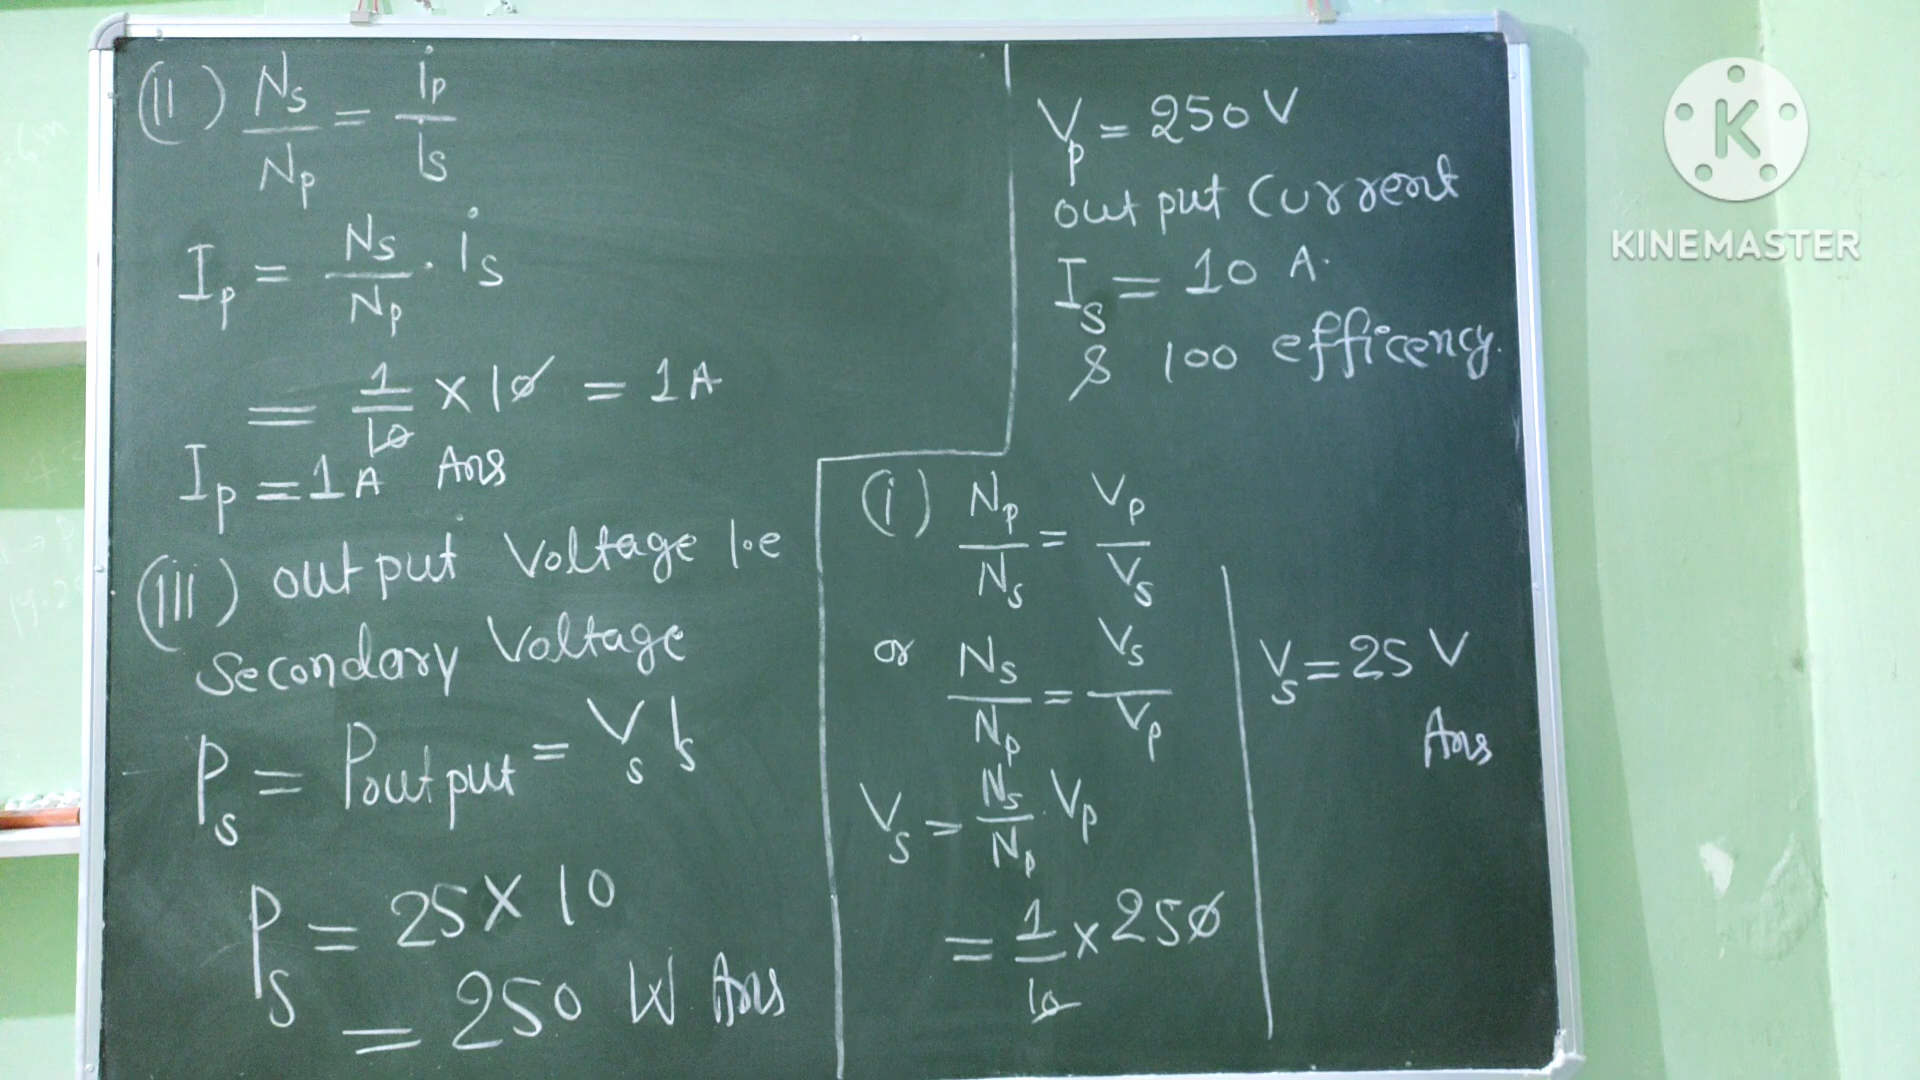 (ii) Ns/Np = ip/is
Ip = Ns/Np . is
= 1/10 × 10 = 1A
Ip = 1A Ans
(iii) output Voltage i.e
Secondary Voltage
Ps = Poutput = Vs Is
Ps = 25 × 10
= 250 W Ans
Vp = 250 V
output Current
Is = 10 A.
& 100 efficency.
(i) Np/Ns = Vp/Vs
or Ns/Np = Vs/Vp
Vs = Ns/Np . Vp
= 1/10 × 250
Vs = 25 V
Ans
K
KINEMASTER